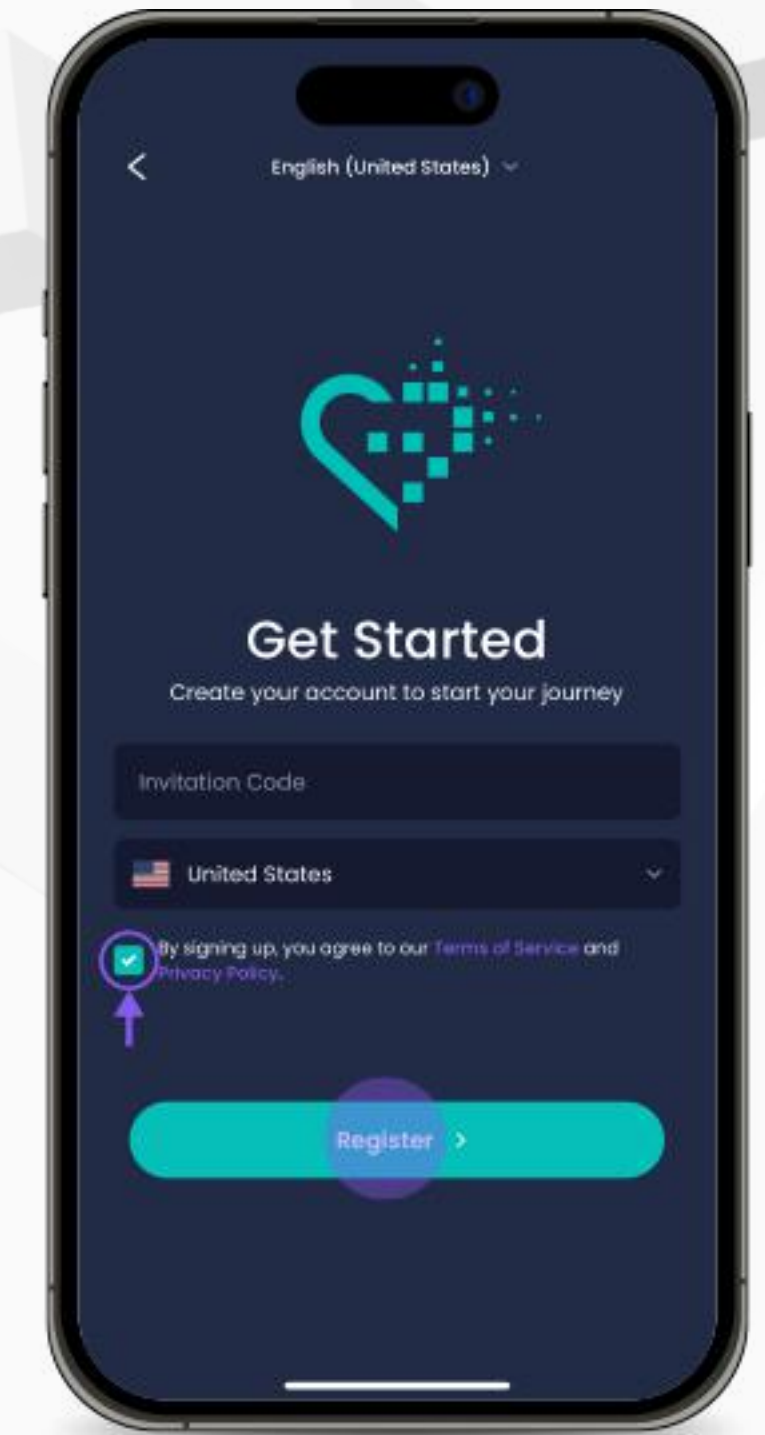 English (United States)
Get Started
Create your account to start your journey
Invitation Code
United States
By signing up, you agree to our Terms of Service and
Privacy Policy.
Register